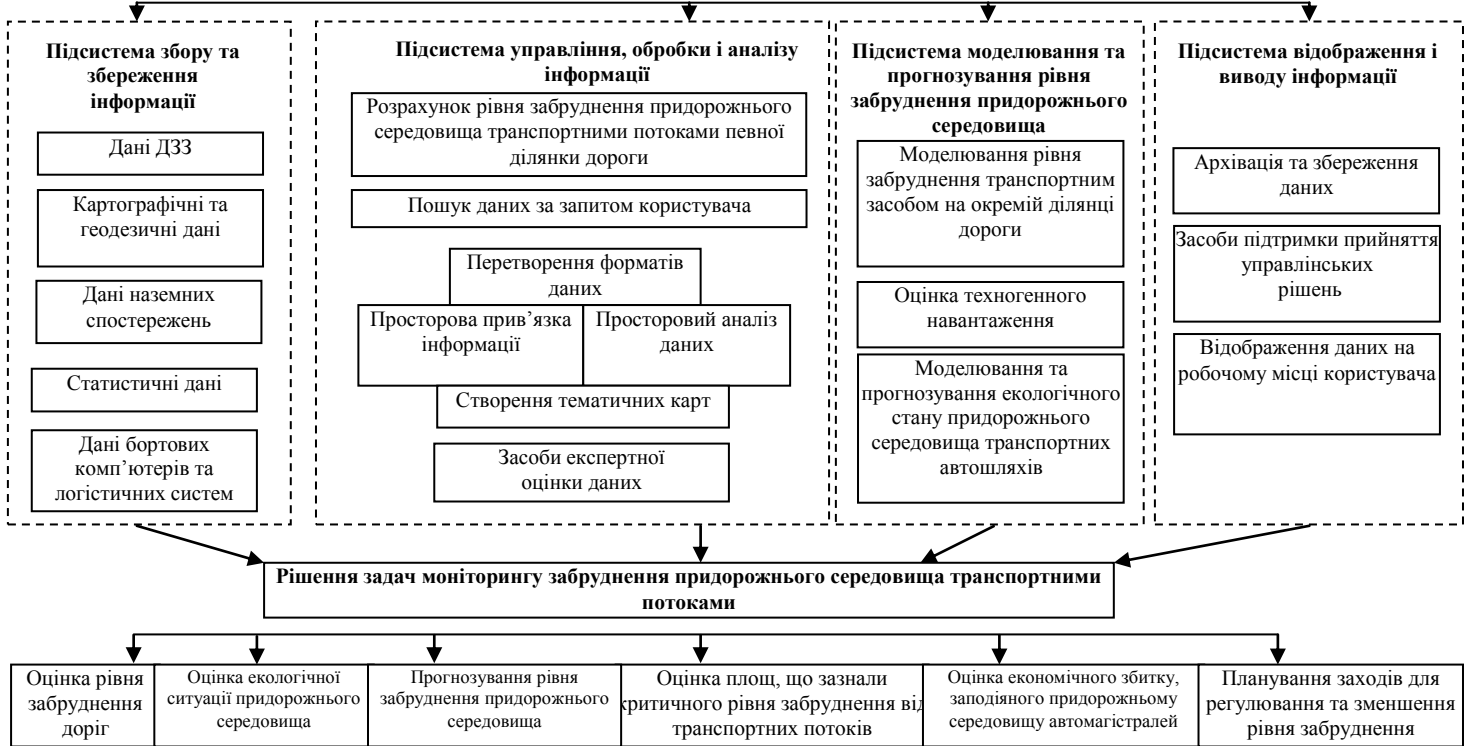 Підсистема збору та
збереження
інформації
Дані ДЗЗ
Картографічні та
геодезичні дані
Дані наземних
спостережень
Статистичні дані
Дані бортових
комп’ютерів та
логістичних систем
Підсистема управління, обробки і аналізу
інформації
Розрахунок рівня забруднення придорожнього
середовища транспортними потоками певної
ділянки дороги
Пошук даних за запитом користувача
Перетворення форматів
даних
Просторова прив’язка
інформації
Просторовий аналіз
даних
Створення тематичних карт
Засоби експертної
оцінки даних
Підсистема моделювання та
прогнозування рівня
забруднення придорожнього
середовища
Моделювання рівня
забруднення транспортним
засобом на окремій ділянці
дороги
Оцінка техногенного
навантаження
Моделювання та
прогнозування екологічного
стану придорожнього
середовища транспортних
автошляхів
Підсистема відображення і
виводу інформації
Архівація та збереження
даних
Засоби підтримки прийняття
управлінських
рішень
Відображення даних на
робочому місці користувача
Рішення задач моніторингу забруднення придорожнього середовища транспортними
потоками
Оцінка рівня
забруднення
доріг
Оцінка екологічної
ситуації придорожнього
середовища
Прогнозування рівня
забруднення придорожнього
середовища
Оцінка площ, що зазнали
критичного рівня забруднення від
транспортних потоків
Оцінка економічного збитку,
заподіяного придорожньому
середовищу автомагістралей
Планування заходів для
регулювання та зменшення
рівня забруднення